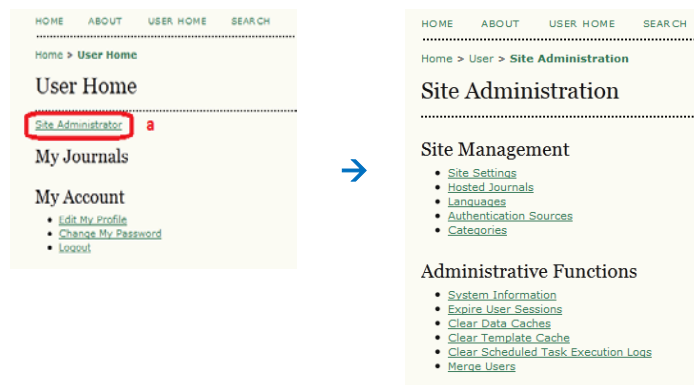 HOME ABOUT USER HOME SEARCH
Home > User Home
User Home
Site Administrator a
My Journals
My Account
Edit My Profile
Change My Password
Logout
HOME ABOUT USER HOME SEARCH
Home > User > Site Administration
Site Administration
Site Management
Site Settings
Hosted Journals
Languages
Authentication Sources
Categories
Administrative Functions
System Information
Expire User Sessions
Clear Data Caches
Clear Template Cache
Clear Scheduled Task Execution Logs
Merge Users